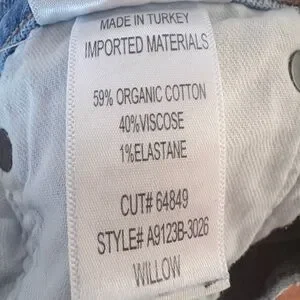 MADE IN TURKEY
IMPORTED MATERIALS
59% ORGANIC COTTON
40%VISCOSE
1%ELASTANE
CUT# 64849
STYLE# A9123B-3026
WILLOW